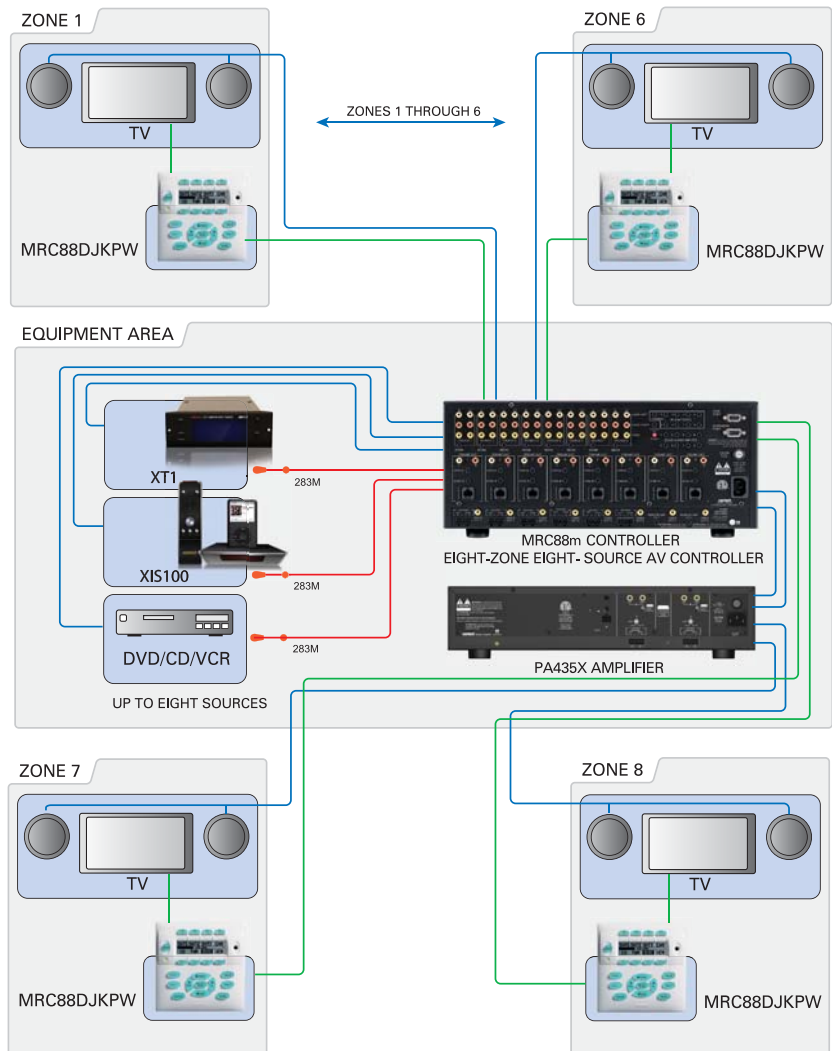 ZONE 1
ZONE 6
ZONES 1 THROUGH 6
TV
TV
MRC88DJKPW
MRC88DJKPW
EQUIPMENT AREA
XT1
283M
XIS100
283M
DVD/CD/VCR
283M
UP TO EIGHT SOURCES
MRC88m CONTROLLER
EIGHT-ZONE EIGHT- SOURCE AV CONTROLLER
PA435X AMPLIFIER
ZONE 7
ZONE 8
TV
TV
MRC88DJKPW
MRC88DJKPW